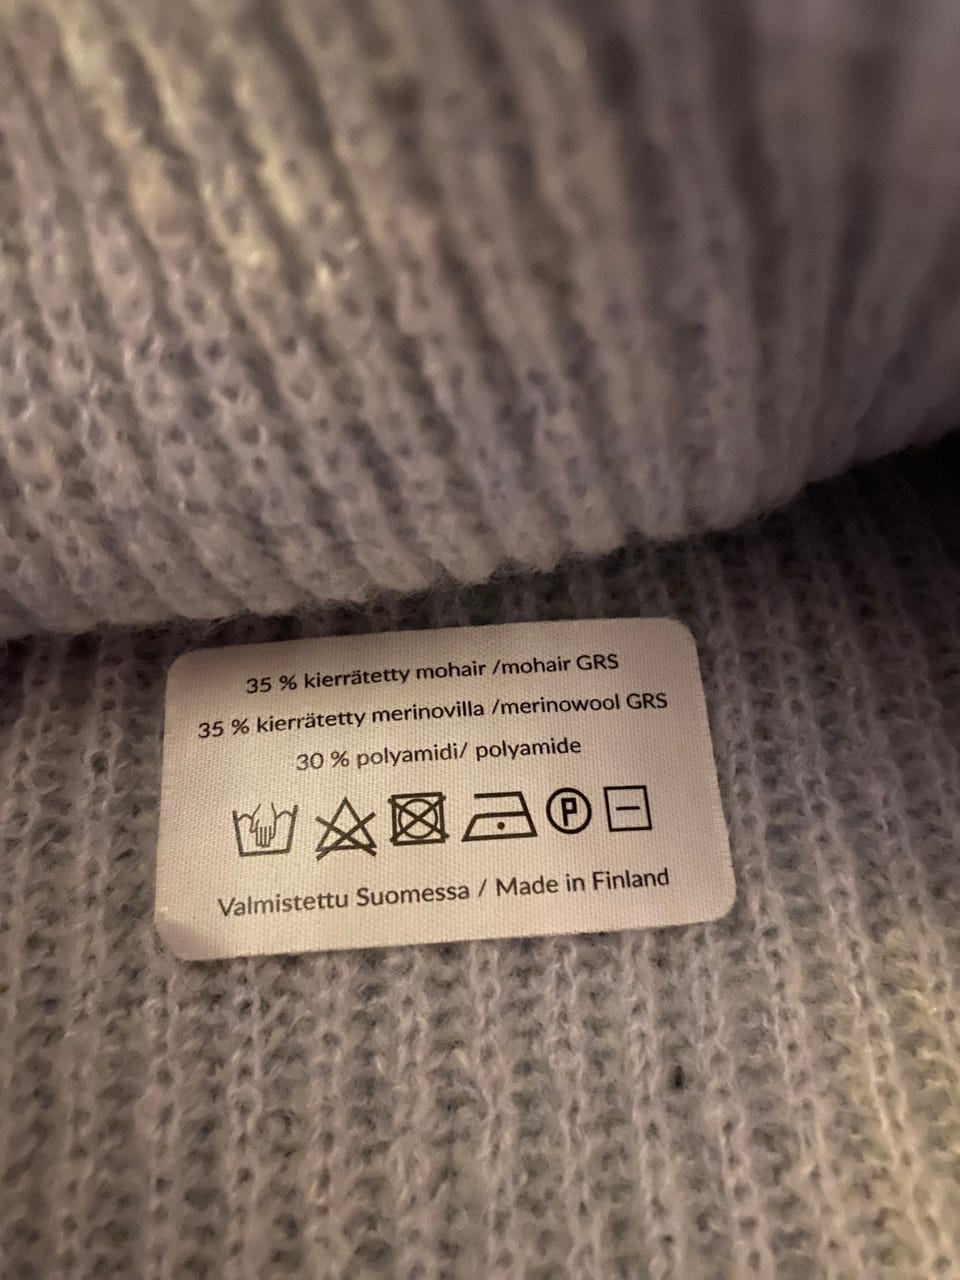 35 % kierrätetty mohair /mohair GRS
35 % kierrätetty merinovilla /merinowool GRS
30 % polyamidi/ polyamide
P
Valmistettu Suomessa / Made in Finland